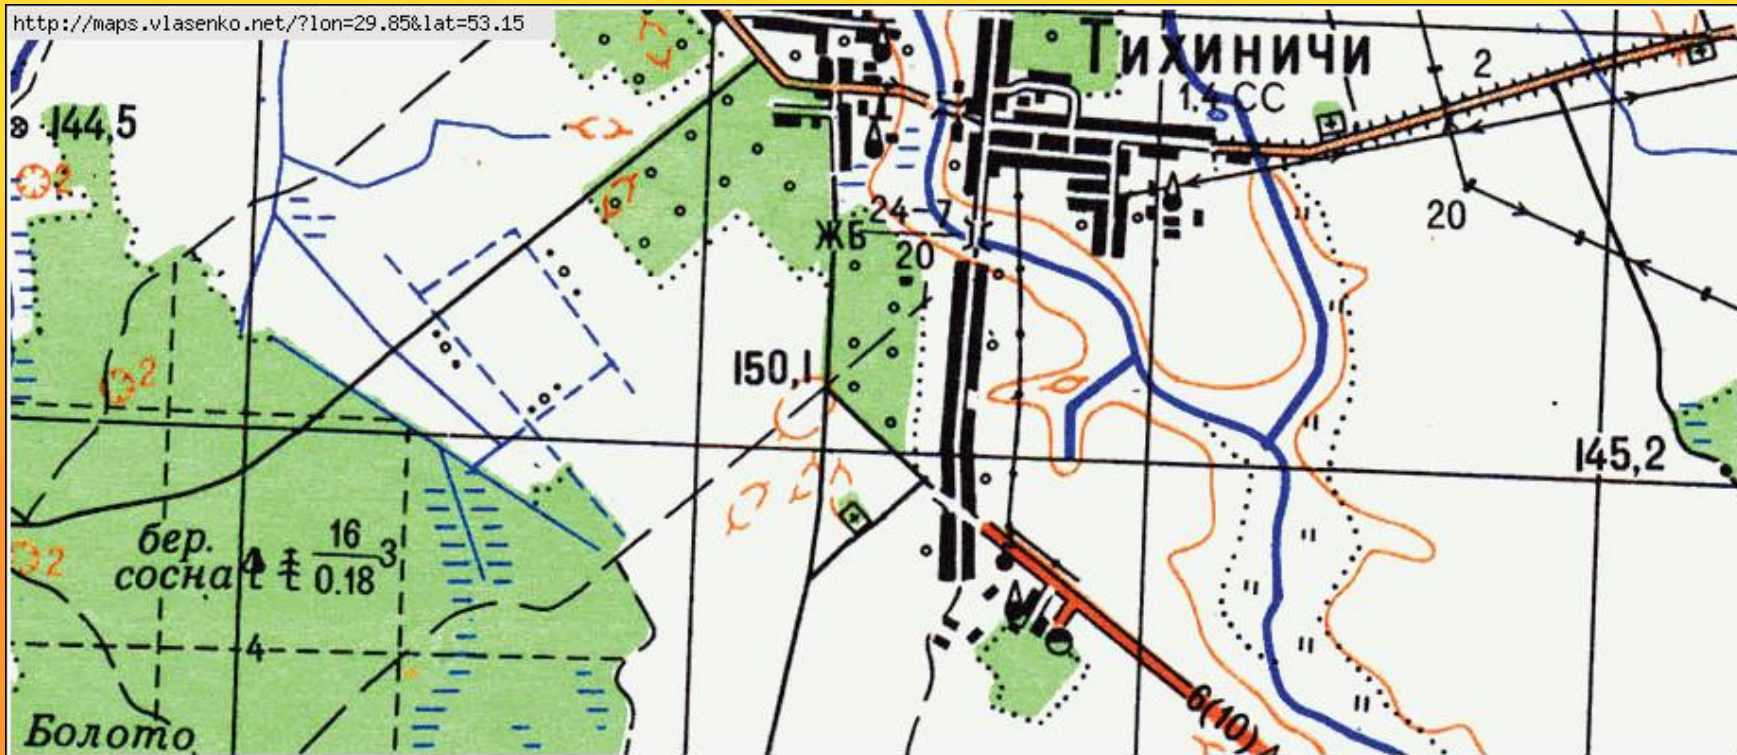 http://maps.vlasenko.net/?lon=29.85&lat=53.15
Тихиничи
2
1.4 СС
144,5
2
24-7
ЖБ
20
20
150,1
2
145,2
бер.
сосна
16
0.18
3
2
4
6(10)
Болото